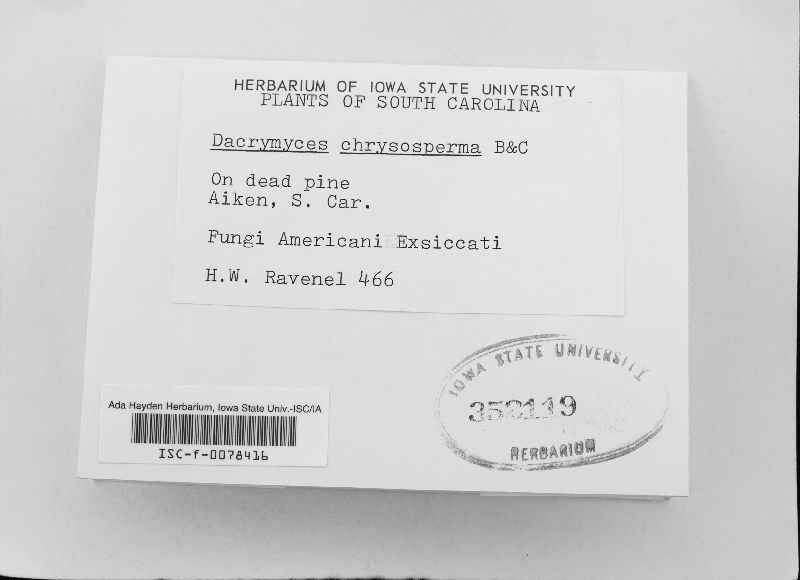 HERBARIUM OF IOWA STATE UNIVERSITY
PLANTS OF SOUTH CAROLINA
Dacrymyces chrysosperma B&C
On dead pine
Aiken, S. Car.
Fungi Americani Exsiccati
H.W. Ravenel 466
Ada Hayden Herbarium, Iowa State Univ.-ISC/IA
ISC-f-0078416
IOWA STATE UNIVERSITY
352119
HERBARIUM